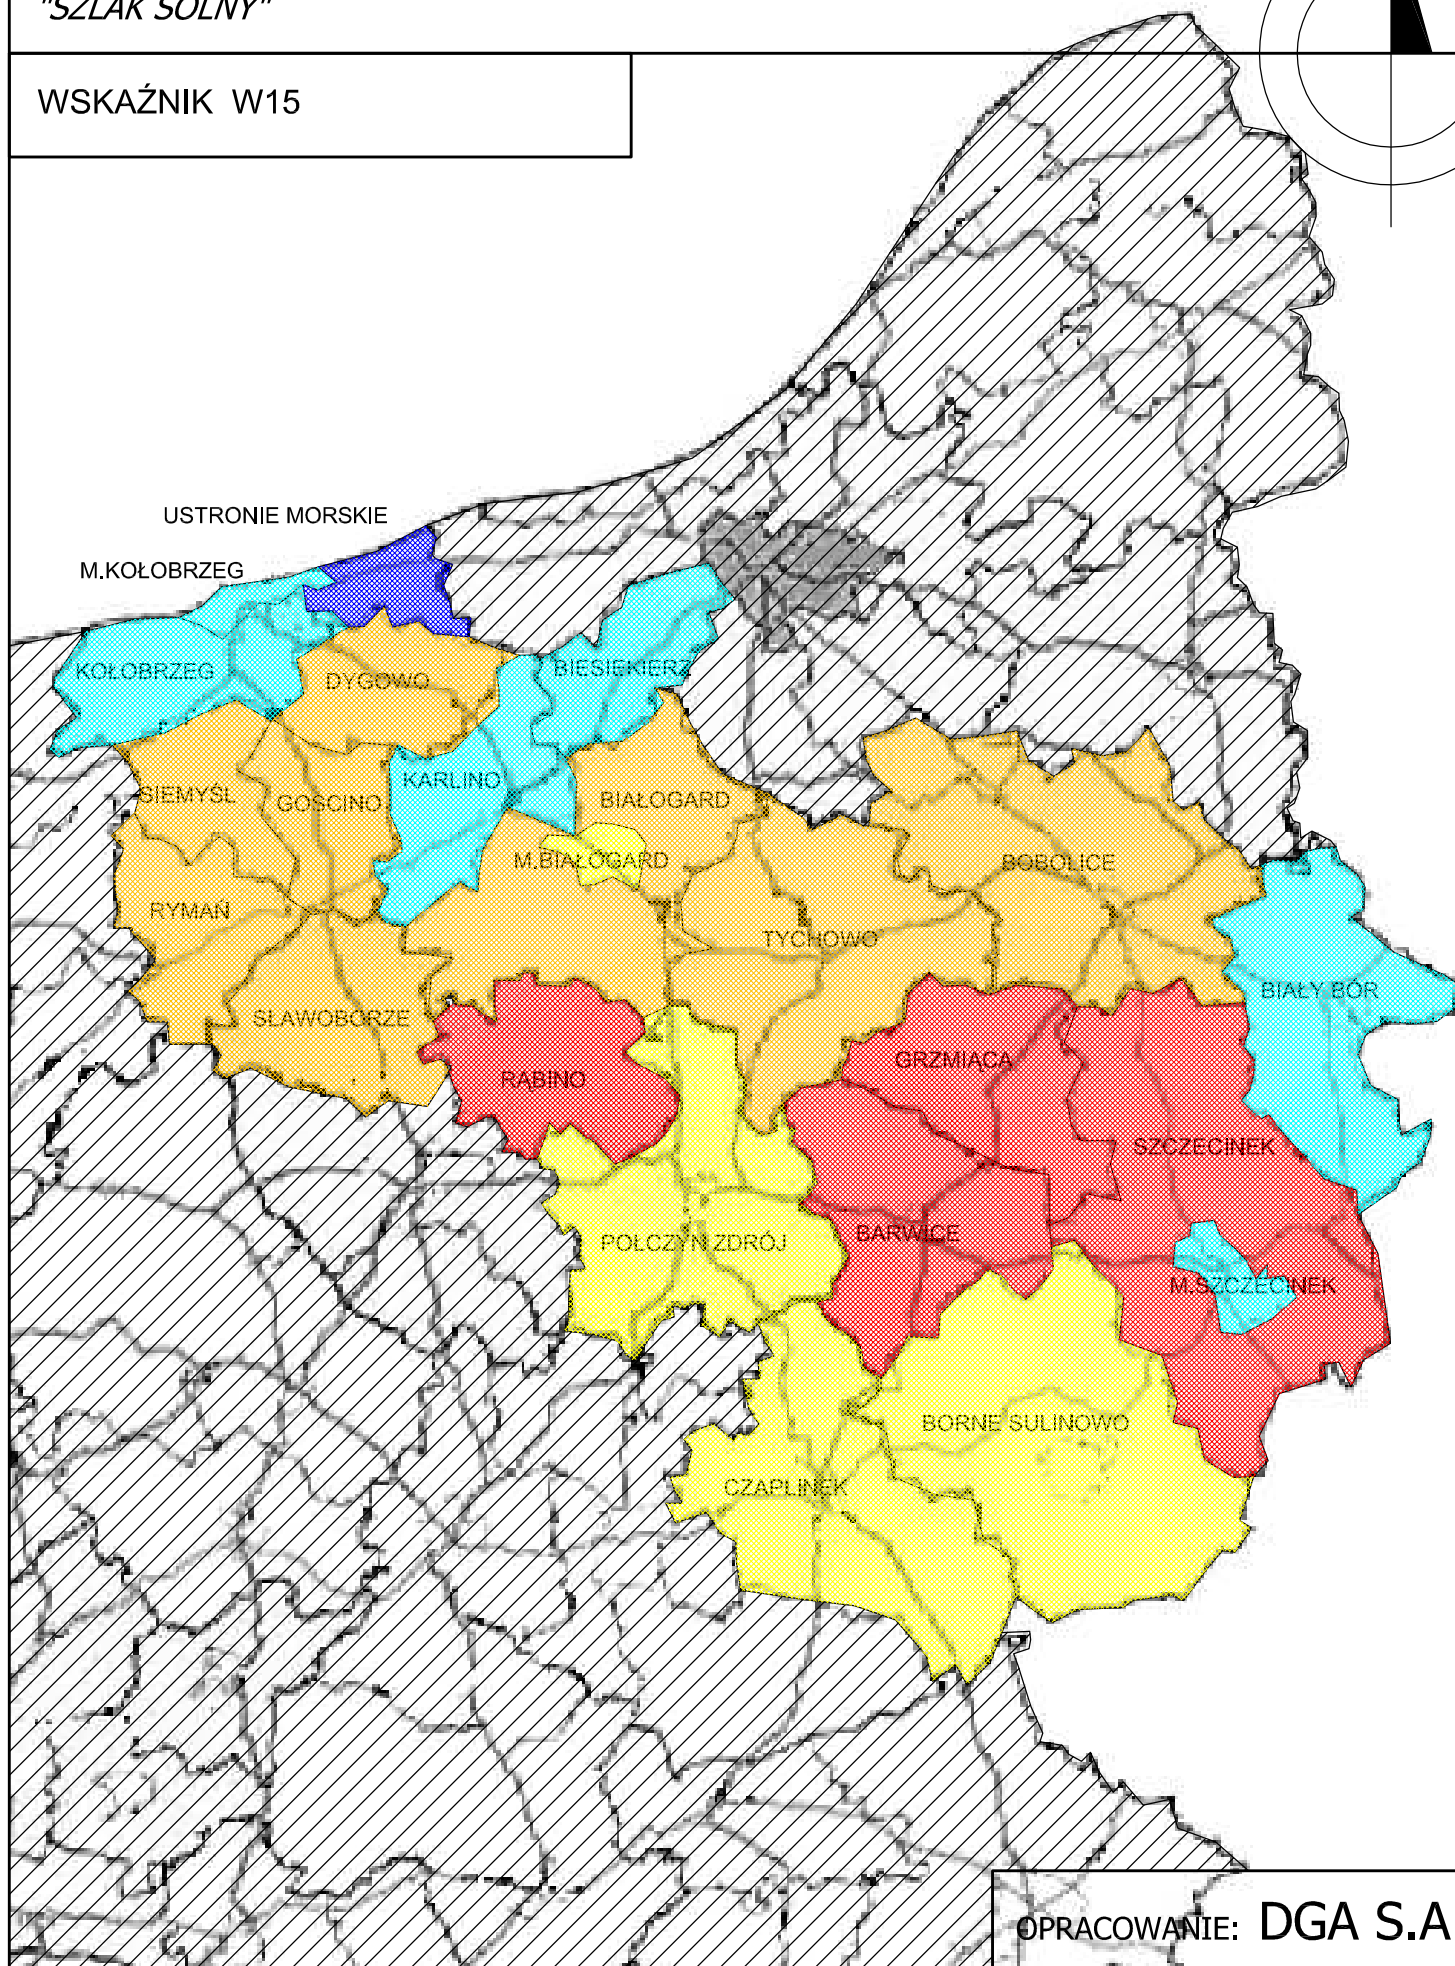 "SZLAK SOLNY"
WSKAŹNIK W15
USTRONIE MORSKIE
M.KOŁOBRZEG
KOŁOBRZEG
DYGOWO
BIESIEKIERZ
SIEMYŚL
GOŚCINO
KARLINO
BIAŁOGARD
M.BIAŁOGARD
BOBOLICE
RYMAŃ
TYCHOWO
SŁAWOBORZE
BIAŁY BÓR
RĄBINO
GRZMIĄCA
SZCZECINEK
POŁCZYN ZDRÓJ
BARWICE
M.SZCZECINEK
BORNE SULINOWO
CZAPLINEK
OPRACOWANIE: DGA S.A